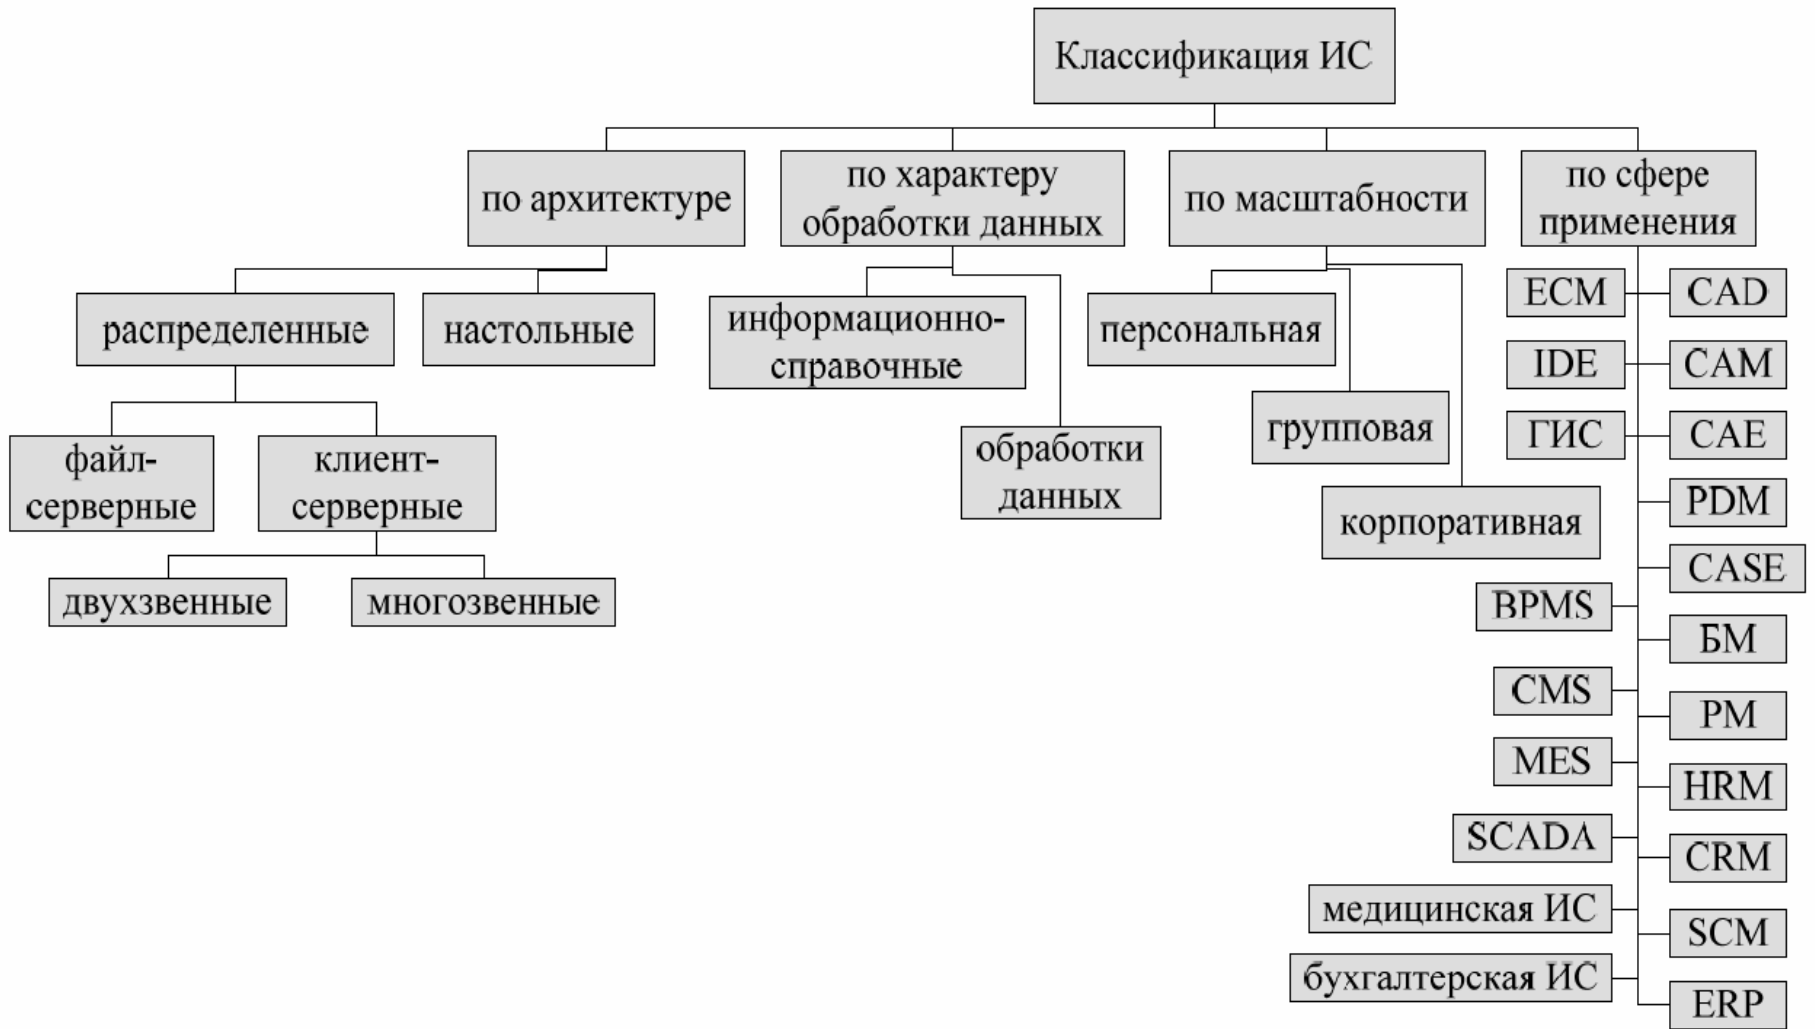 Классификация ИС
по архитектуре
по характеру
обработки данных
по масштабности
по сфере
применения
распределенные
настольные
файл-
серверные
клиент-
серверные
двухзвенные
многозвенные
информационно-
справочные
обработки
данных
персональная
групповая
корпоративная
ECM
CAD
IDE
CAM
ГИС
CAE
PDM
CASE
BPMS
БМ
CMS
PM
MES
HRM
SCADA
CRM
медицинская ИС
SCM
бухгалтерская ИС
ERP